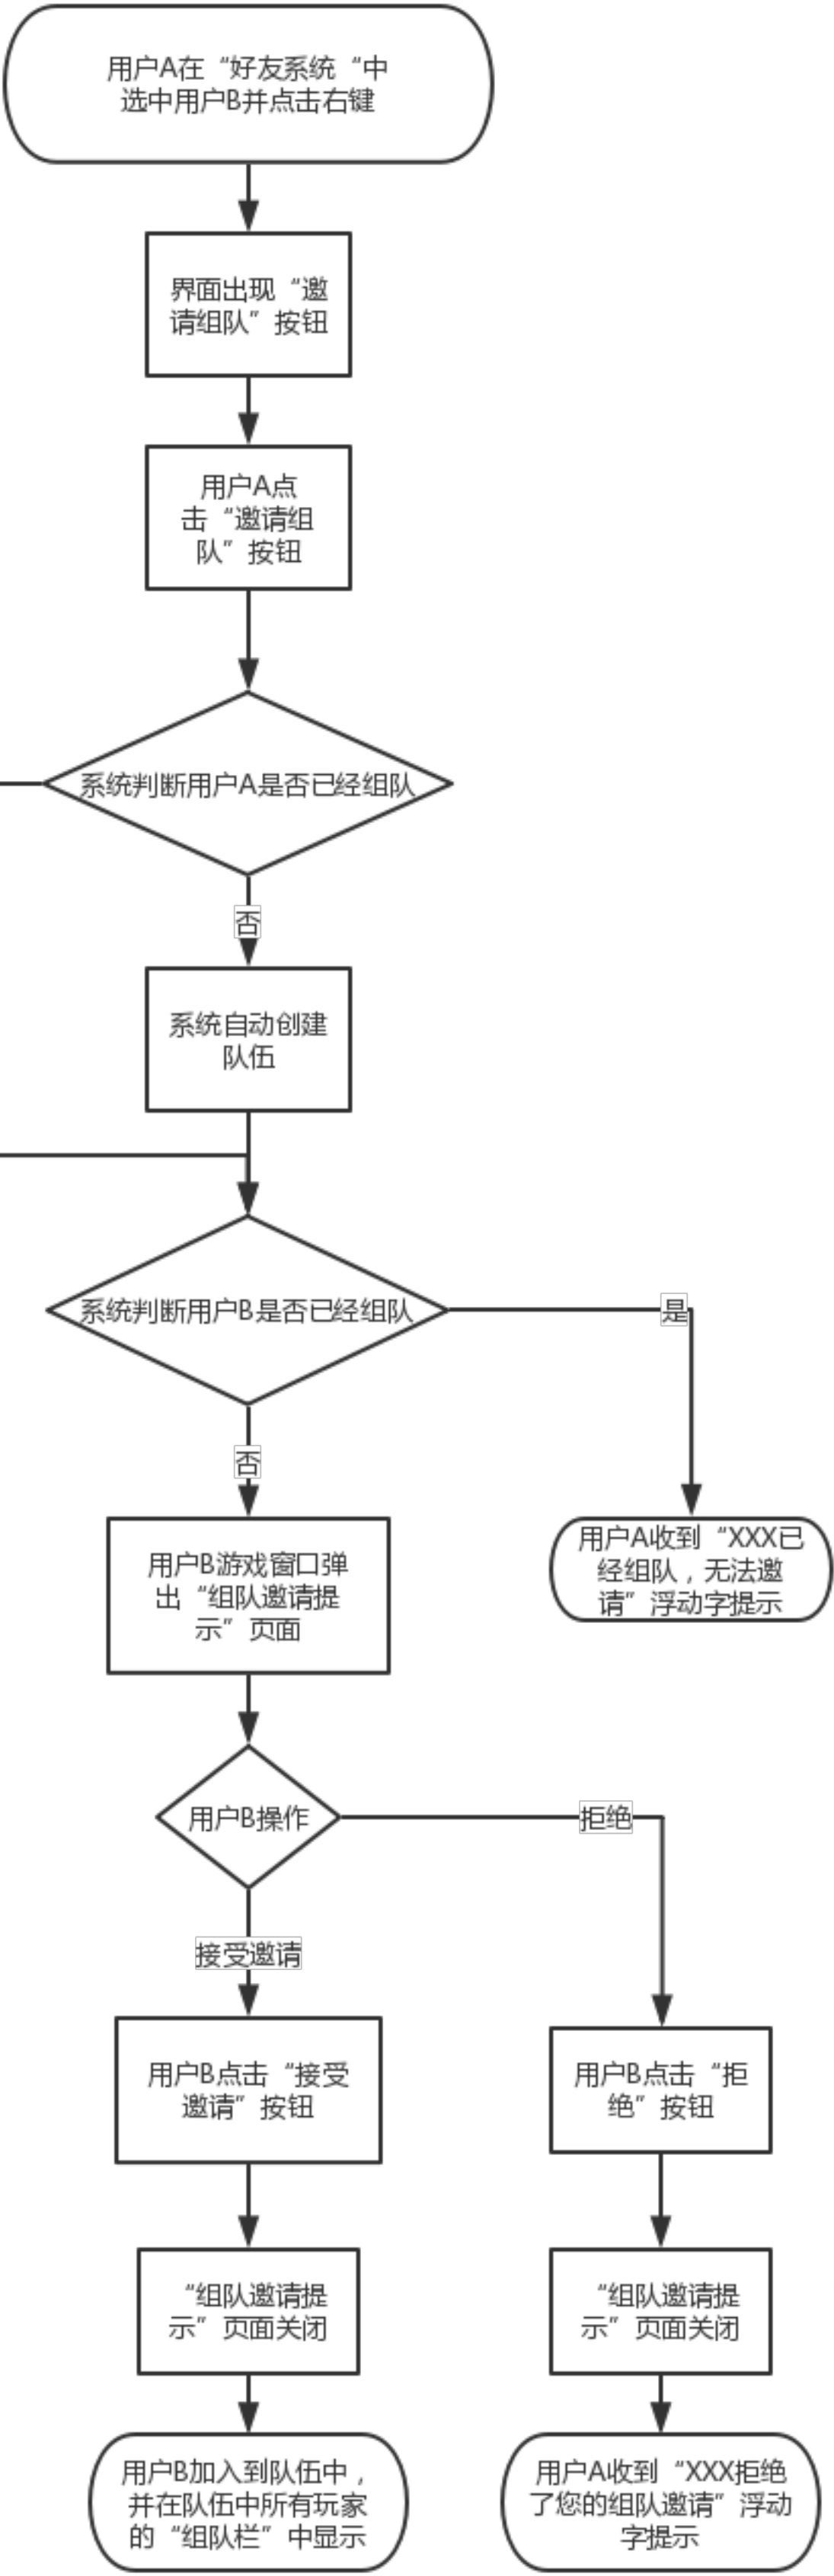 用户A在“好友系统“中
选中用户B并点击右键
界面出现“邀
请组队”按钮
用户A点
击“邀请组
队”按钮
系统判断用户A是否已经组队
否
系统自动创建
队伍
系统判断用户B是否已经组队
是
否
用户B游戏窗口弹
出“组队邀请提
示”页面
用户A收到“XXX已
经组队，无法邀
请”浮动字提示
用户B操作
拒绝
接受邀请
用户B点击“接受
邀请”按钮
用户B点击“拒
绝”按钮
“组队邀请提
示”页面关闭
“组队邀请提
示”页面关闭
用户B加入到队伍中，
并在队伍中所有玩家
的“组队栏”中显示
用户A收到“XXX拒绝
了您的组队邀请”浮动
字提示